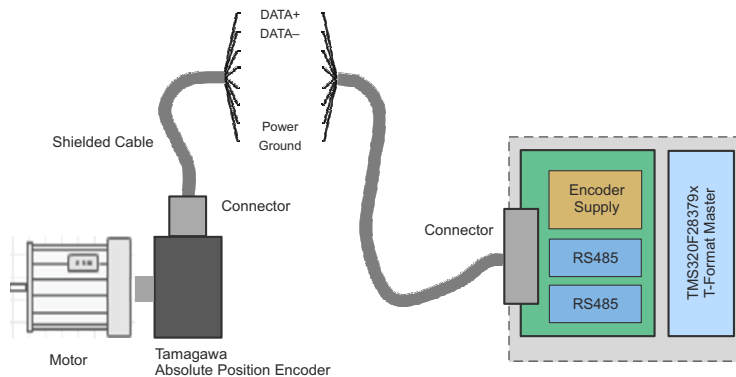 DATA+
DATA–
Power
Ground
Shielded Cable
Connector
Motor
Tamagawa
Absolute Position Encoder
Connector
Encoder
Supply
RS485
RS485
TMS320F28379x
T-Format Master